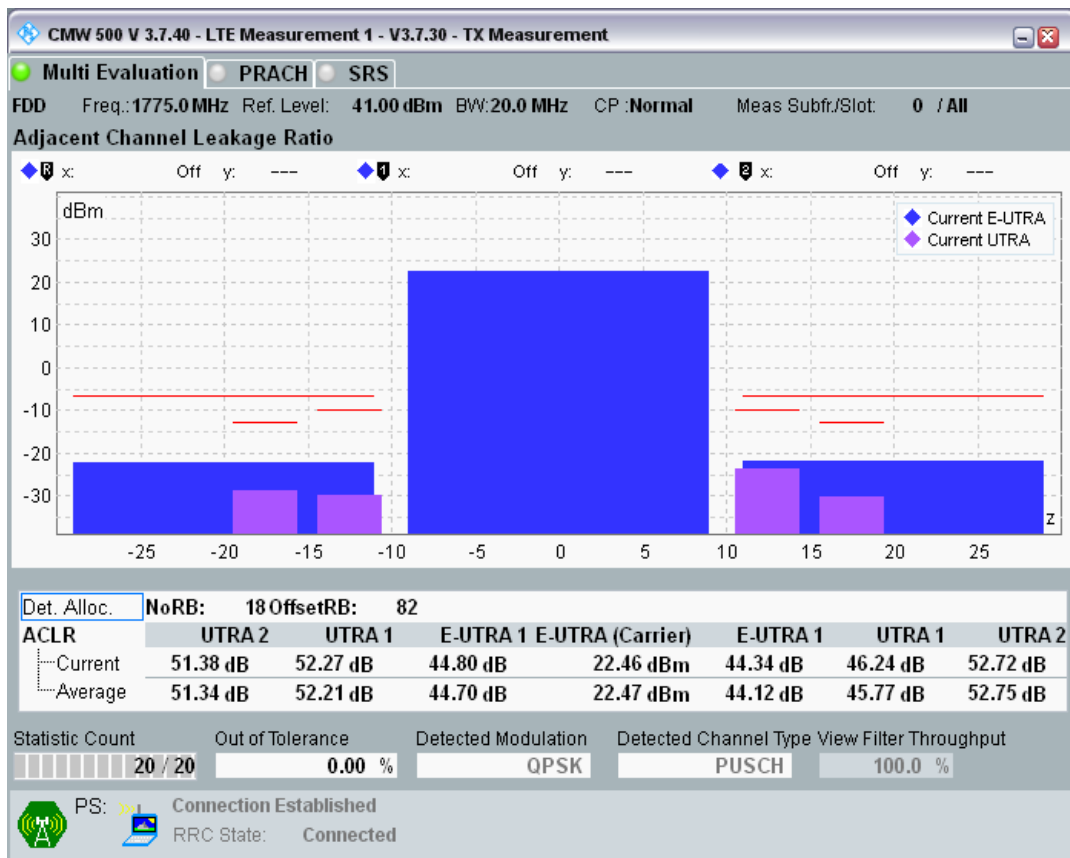 CMW 500 V 3.7.40 - LTE Measurement 1 - V3.7.30 - TX Measurement
Multi Evaluation PRACH SRS
FDD Freq.: 1775.0 MHz Ref. Level: 41.00 dBm BW: 20.0 MHz CP : Normal Meas Subfr./Slot: 0 / All
Adjacent Channel Leakage Ratio
R x: Off y: --- 1 x: Off y: --- 2 x: Off y: ---
dBm
Current E-UTRA
Current UTRA
30
20
10
0
-10
-20
-30
z
-25 -20 -15 -10 -5 0 5 10 15 20 25
Det. Alloc. NoRB: 18 OffsetRB: 82
ACLR UTRA 2 UTRA 1 E-UTRA 1 E-UTRA (Carrier) E-UTRA 1 UTRA 1 UTRA 2
Current 51.38 dB 52.27 dB 44.80 dB 22.46 dBm 44.34 dB 46.24 dB 52.72 dB
Average 51.34 dB 52.21 dB 44.70 dB 22.47 dBm 44.12 dB 45.77 dB 52.75 dB
Statistic Count Out of Tolerance Detected Modulation Detected Channel Type View Filter Throughput
20 / 20 0.00 % QPSK PUSCH 100.0 %
PS: Connection Established
RRC State: Connected